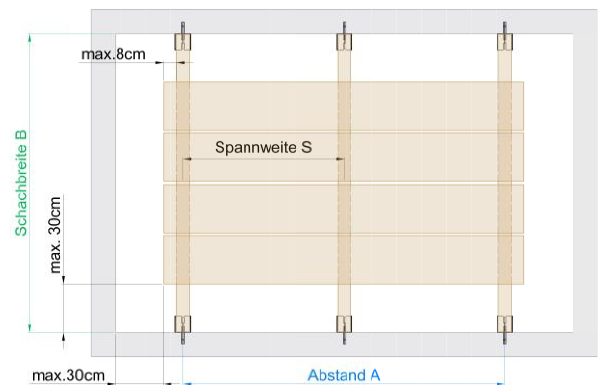 max.8cm
Spannweite S
Schachbreite B
max. 30cm
max.30cm
Abstand A